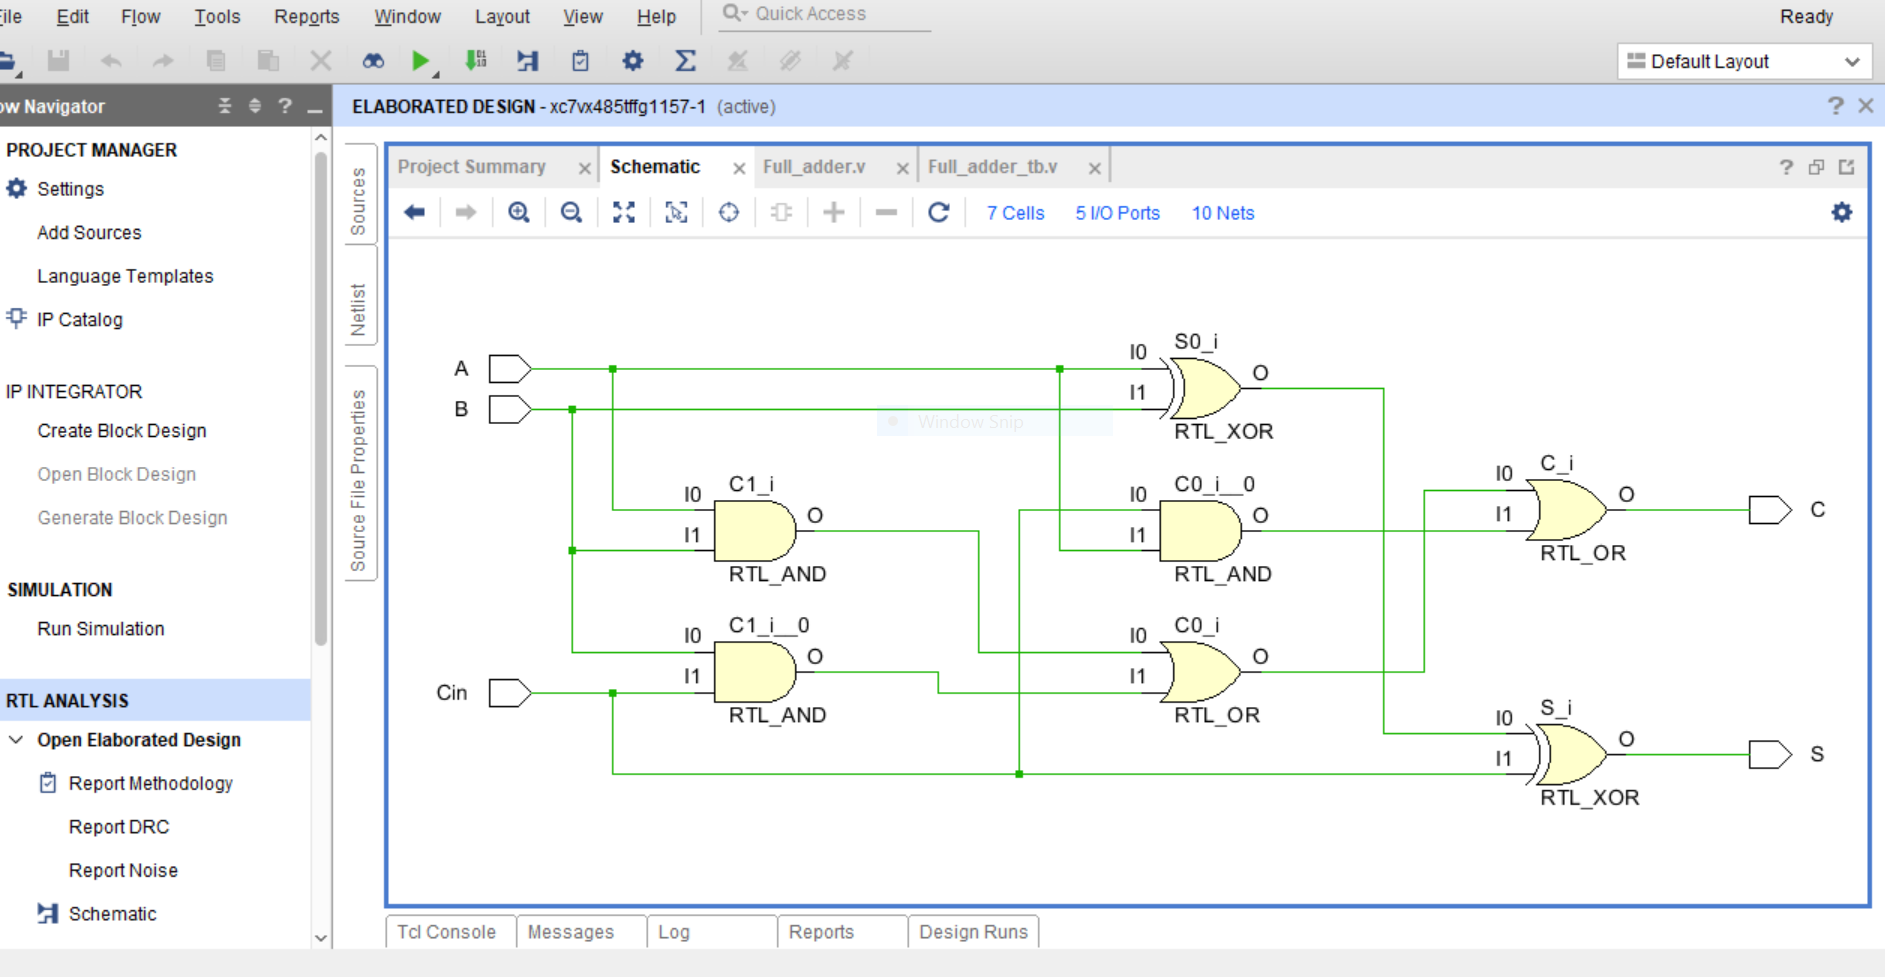 File Edit Flow Tools Reports Window Layout View Help Quick Access Ready
Default Layout
ow Navigator ?
ELABORATED DESIGN - xc7vx485tffg1157-1 (active) ?
PROJECT MANAGER
Settings
Add Sources
Language Templates
IP Catalog
IP INTEGRATOR
Create Block Design
Open Block Design
Generate Block Design
SIMULATION
Run Simulation
RTL ANALYSIS
Open Elaborated Design
Report Methodology
Report DRC
Report Noise
Schematic
Sources
Netlist
Source File Properties
Project Summary Schematic Full_adder.v Full_adder_tb.v ?
7 Cells 5 I/O Ports 10 Nets
S0_i
A I0 O
B I1
RTL_XOR
Window Snip
C1_i
I0 O
I1
RTL_AND
C0_i__0
I0 O
I1
RTL_AND
C_i
I0 O
I1 C
RTL_OR
C1_i__0
I0 O
Cin I1
RTL_AND
C0_i
I0 O
I1
RTL_OR
S_i
I0 O
I1 S
RTL_XOR
Tcl Console Messages Log Reports Design Runs